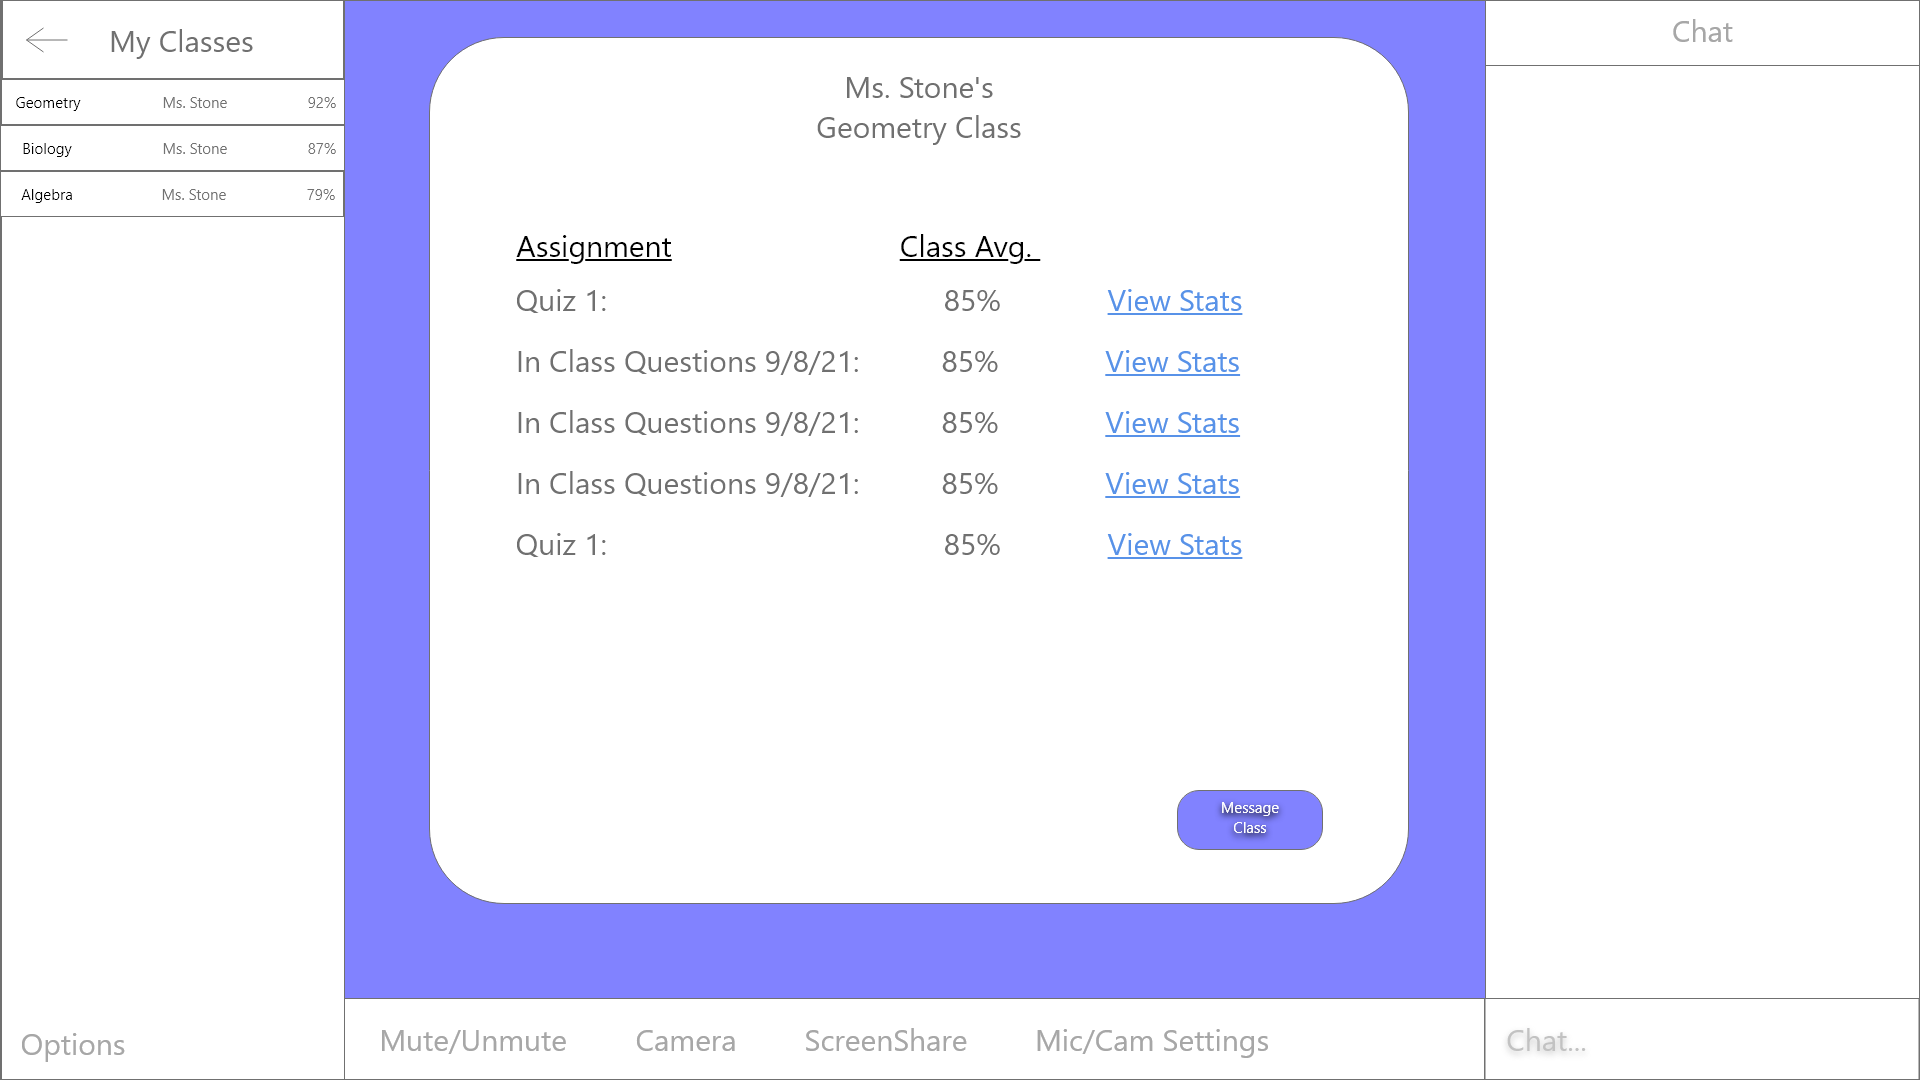 My Classes
Geometry Ms. Stone 92%
Biology Ms. Stone 87%
Algebra Ms. Stone 79%
Options
Ms. Stone's
Geometry Class
Assignment Class Avg.
Quiz 1: 85% View Stats
In Class Questions 9/8/21: 85% View Stats
In Class Questions 9/8/21: 85% View Stats
In Class Questions 9/8/21: 85% View Stats
Quiz 1: 85% View Stats
Message
Class
Mute/Unmute Camera ScreenShare Mic/Cam Settings
Chat
Chat...